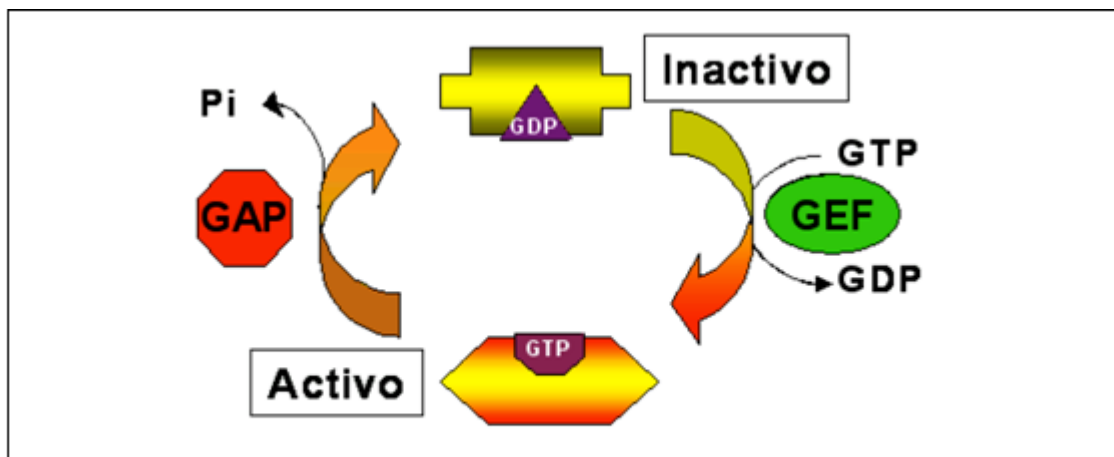 Inactivo
Pi
GDP
GTP
GAP
GEF
GDP
GTP
Activo